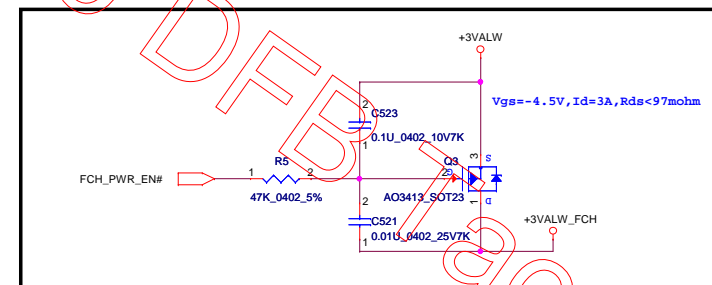 +3VALW
Vgs=-4.5V,Id=3A,Rds<97mohm
2
C523
0.1U_0402_10V7K
1
FCH_PWR_EN#
1
R5
2
47K_0402_5%
Q3
3
S
2
G
AO3413_SOT23
1
D
2
C521
0.01U_0402_25V7K
1
+3VALW_FCH
DFB